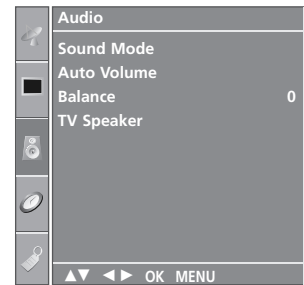 Audio
Sound Mode
Auto Volume
Balance 0
TV Speaker
▲▼ ◄► OK MENU